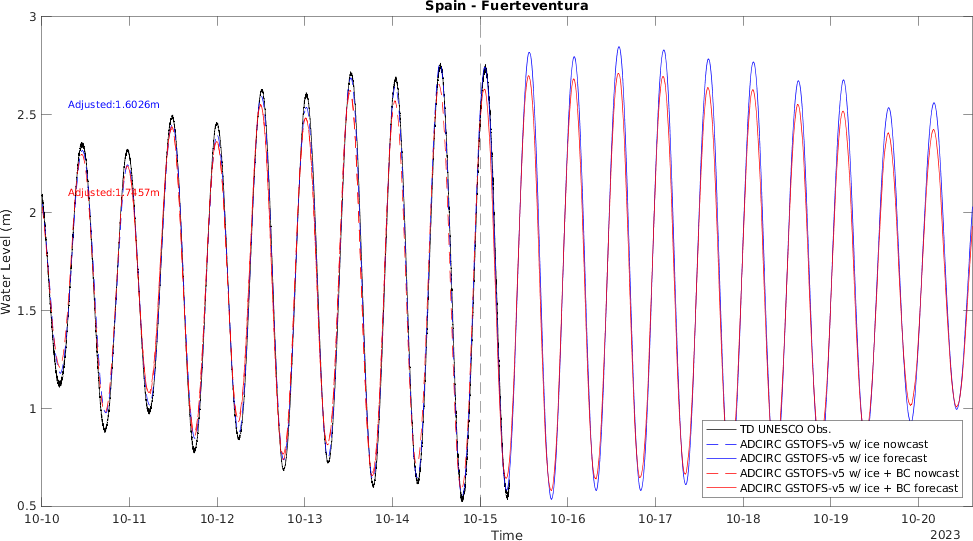 Spain - Fuerteventura
3
2.5
2
1.5
1
0.5
Water Level (m)
Adjusted:1.6026m
Adjusted:1.7457m
TD UNESCO Obs.
ADCIRC GSTOFS-v5 w/ ice nowcast
ADCIRC GSTOFS-v5 w/ ice forecast
ADCIRC GSTOFS-v5 w/ ice + BC nowcast
ADCIRC GSTOFS-v5 w/ ice + BC forecast
10-10 10-11 10-12 10-13 10-14 10-15 10-16 10-17 10-18 10-19 10-20
Time
2023